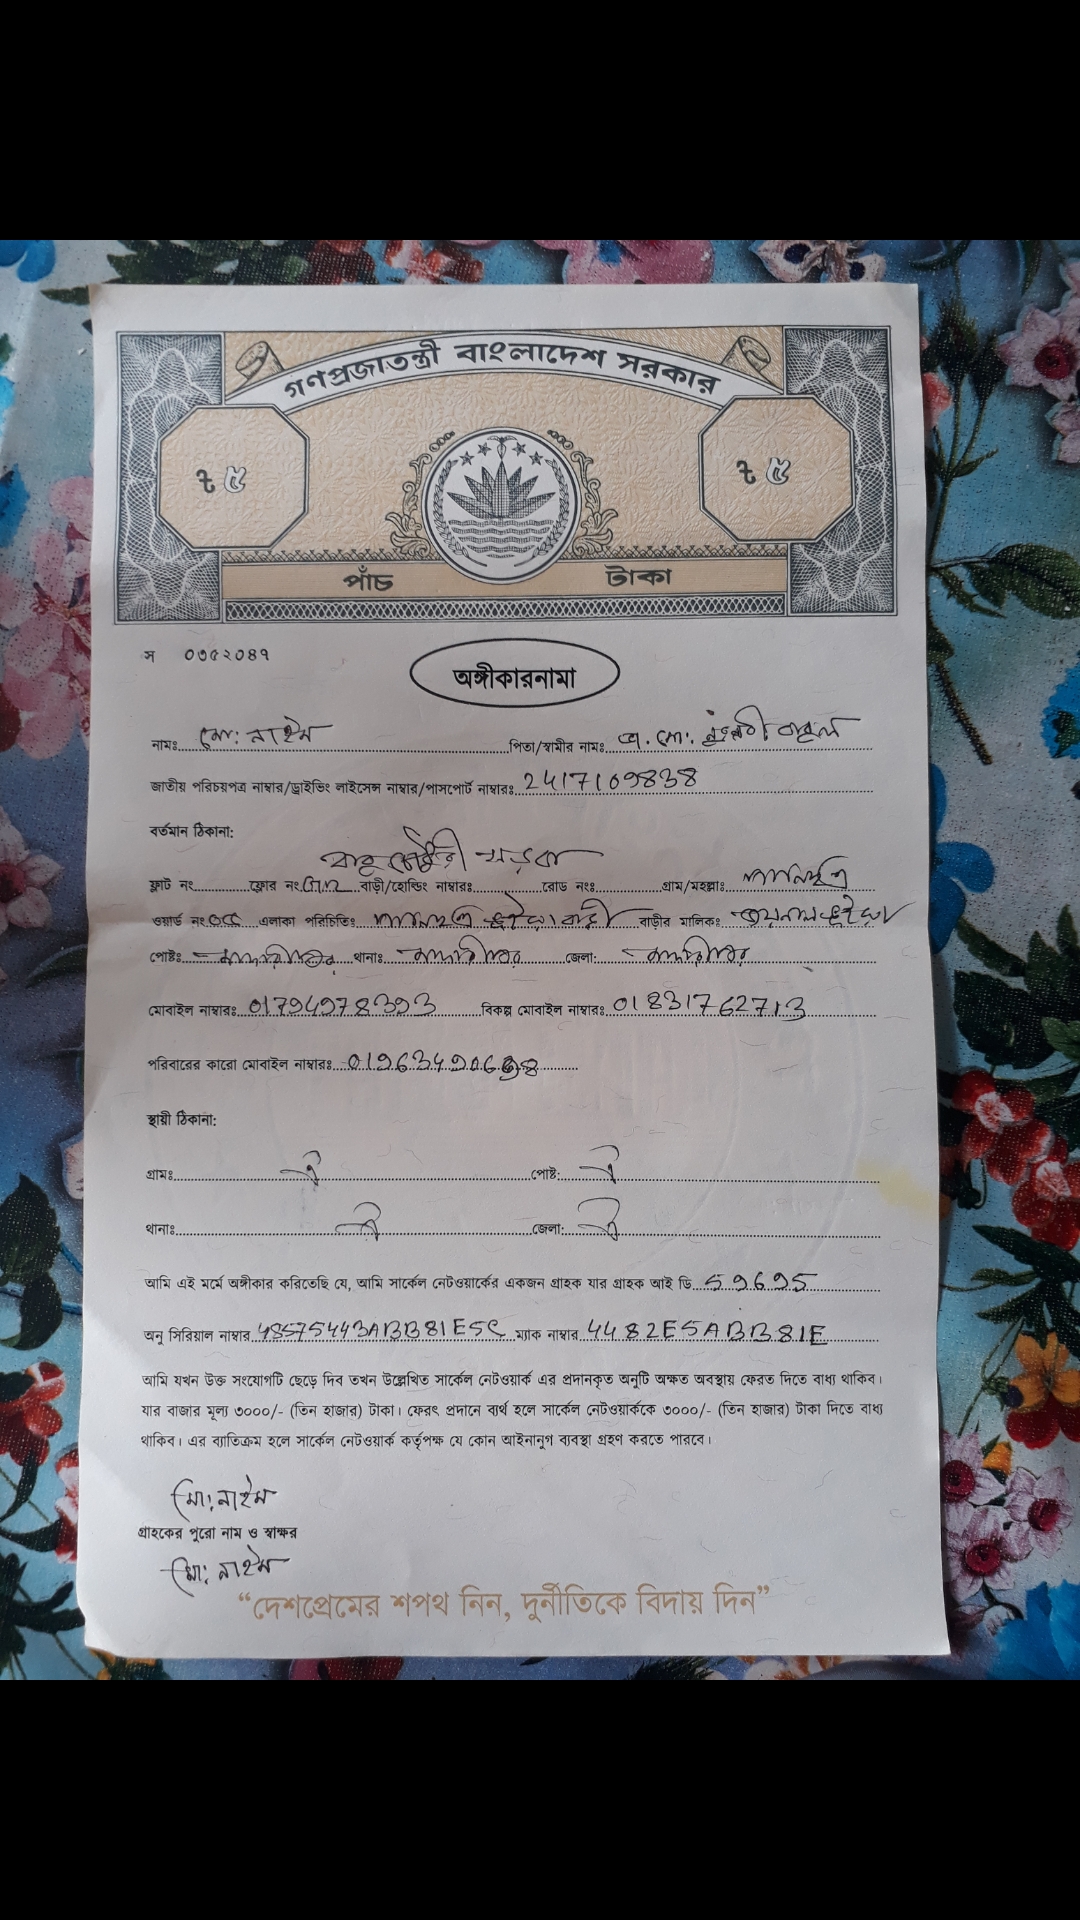 গণপ্রজাতন্ত্রী বাংলাদেশ সরকার
৳ ৫ ৳ ৫
পাঁচ টাকা
স ০৩৫২০৪৭
অঙ্গীকারনামা
নামঃ মো: নাইম পিতা/স্বামীর নামঃ মো:
জাতীয় পরিচয়পত্র নাম্বার/ড্রাইভিং লাইসেন্স নাম্বার/পাসপোর্ট নাম্বারঃ 2417109838
বর্তমান ঠিকানা:
ফ্লাট নং ফ্লোর নং বাড়ী/হোল্ডিং নাম্বারঃ রোড নংঃ গ্রাম/মহল্লাঃ
ওয়ার্ড নং এলাকা পরিচিতিঃ বাড়ীর মালিকঃ
পোষ্টঃ থানাঃ জেলা:
মোবাইল নাম্বারঃ 01794978393 বিকল্প মোবাইল নাম্বারঃ 01831762713
পরিবারের কারো মোবাইল নাম্বারঃ
স্থায়ী ঠিকানা:
গ্রামঃ ঐ পোষ্ট: ঐ
থানাঃ ঐ জেলা: ঐ
আমি এই মর্মে অঙ্গীকার করিতেছি যে, আমি সার্কেল নেটওয়ার্কের একজন গ্রাহক যার গ্রাহক আই ডি 59695
অনু সিরিয়াল নাম্বার 48575443ABB81E5C ম্যাক নাম্বার 4482E5ABB81E
আমি যখন উক্ত সংযোগটি ছেড়ে দিব তখন উল্লেখিত সার্কেল নেটওয়ার্ক এর প্রদানকৃত অনুটি অক্ষত অবস্থায় ফেরত দিতে বাধ্য থাকিব।
যার বাজার মূল্য ৩০০০/- (তিন হাজার) টাকা। ফেরৎ প্রদানে ব্যর্থ হলে সার্কেল নেটওয়ার্ককে ৩০০০/- (তিন হাজার) টাকা দিতে বাধ্য
থাকিব। এর ব্যতিক্রম হলে সার্কেল নেটওয়ার্ক কর্তৃপক্ষ যে কোন আইনানুগ ব্যবস্থা গ্রহণ করতে পারবে।
মো: নাইম
গ্রাহকের পুরো নাম ও স্বাক্ষর
মো: নাইম
“দেশপ্রেমের শপথ নিন, দুর্নীতিকে বিদায় দিন”